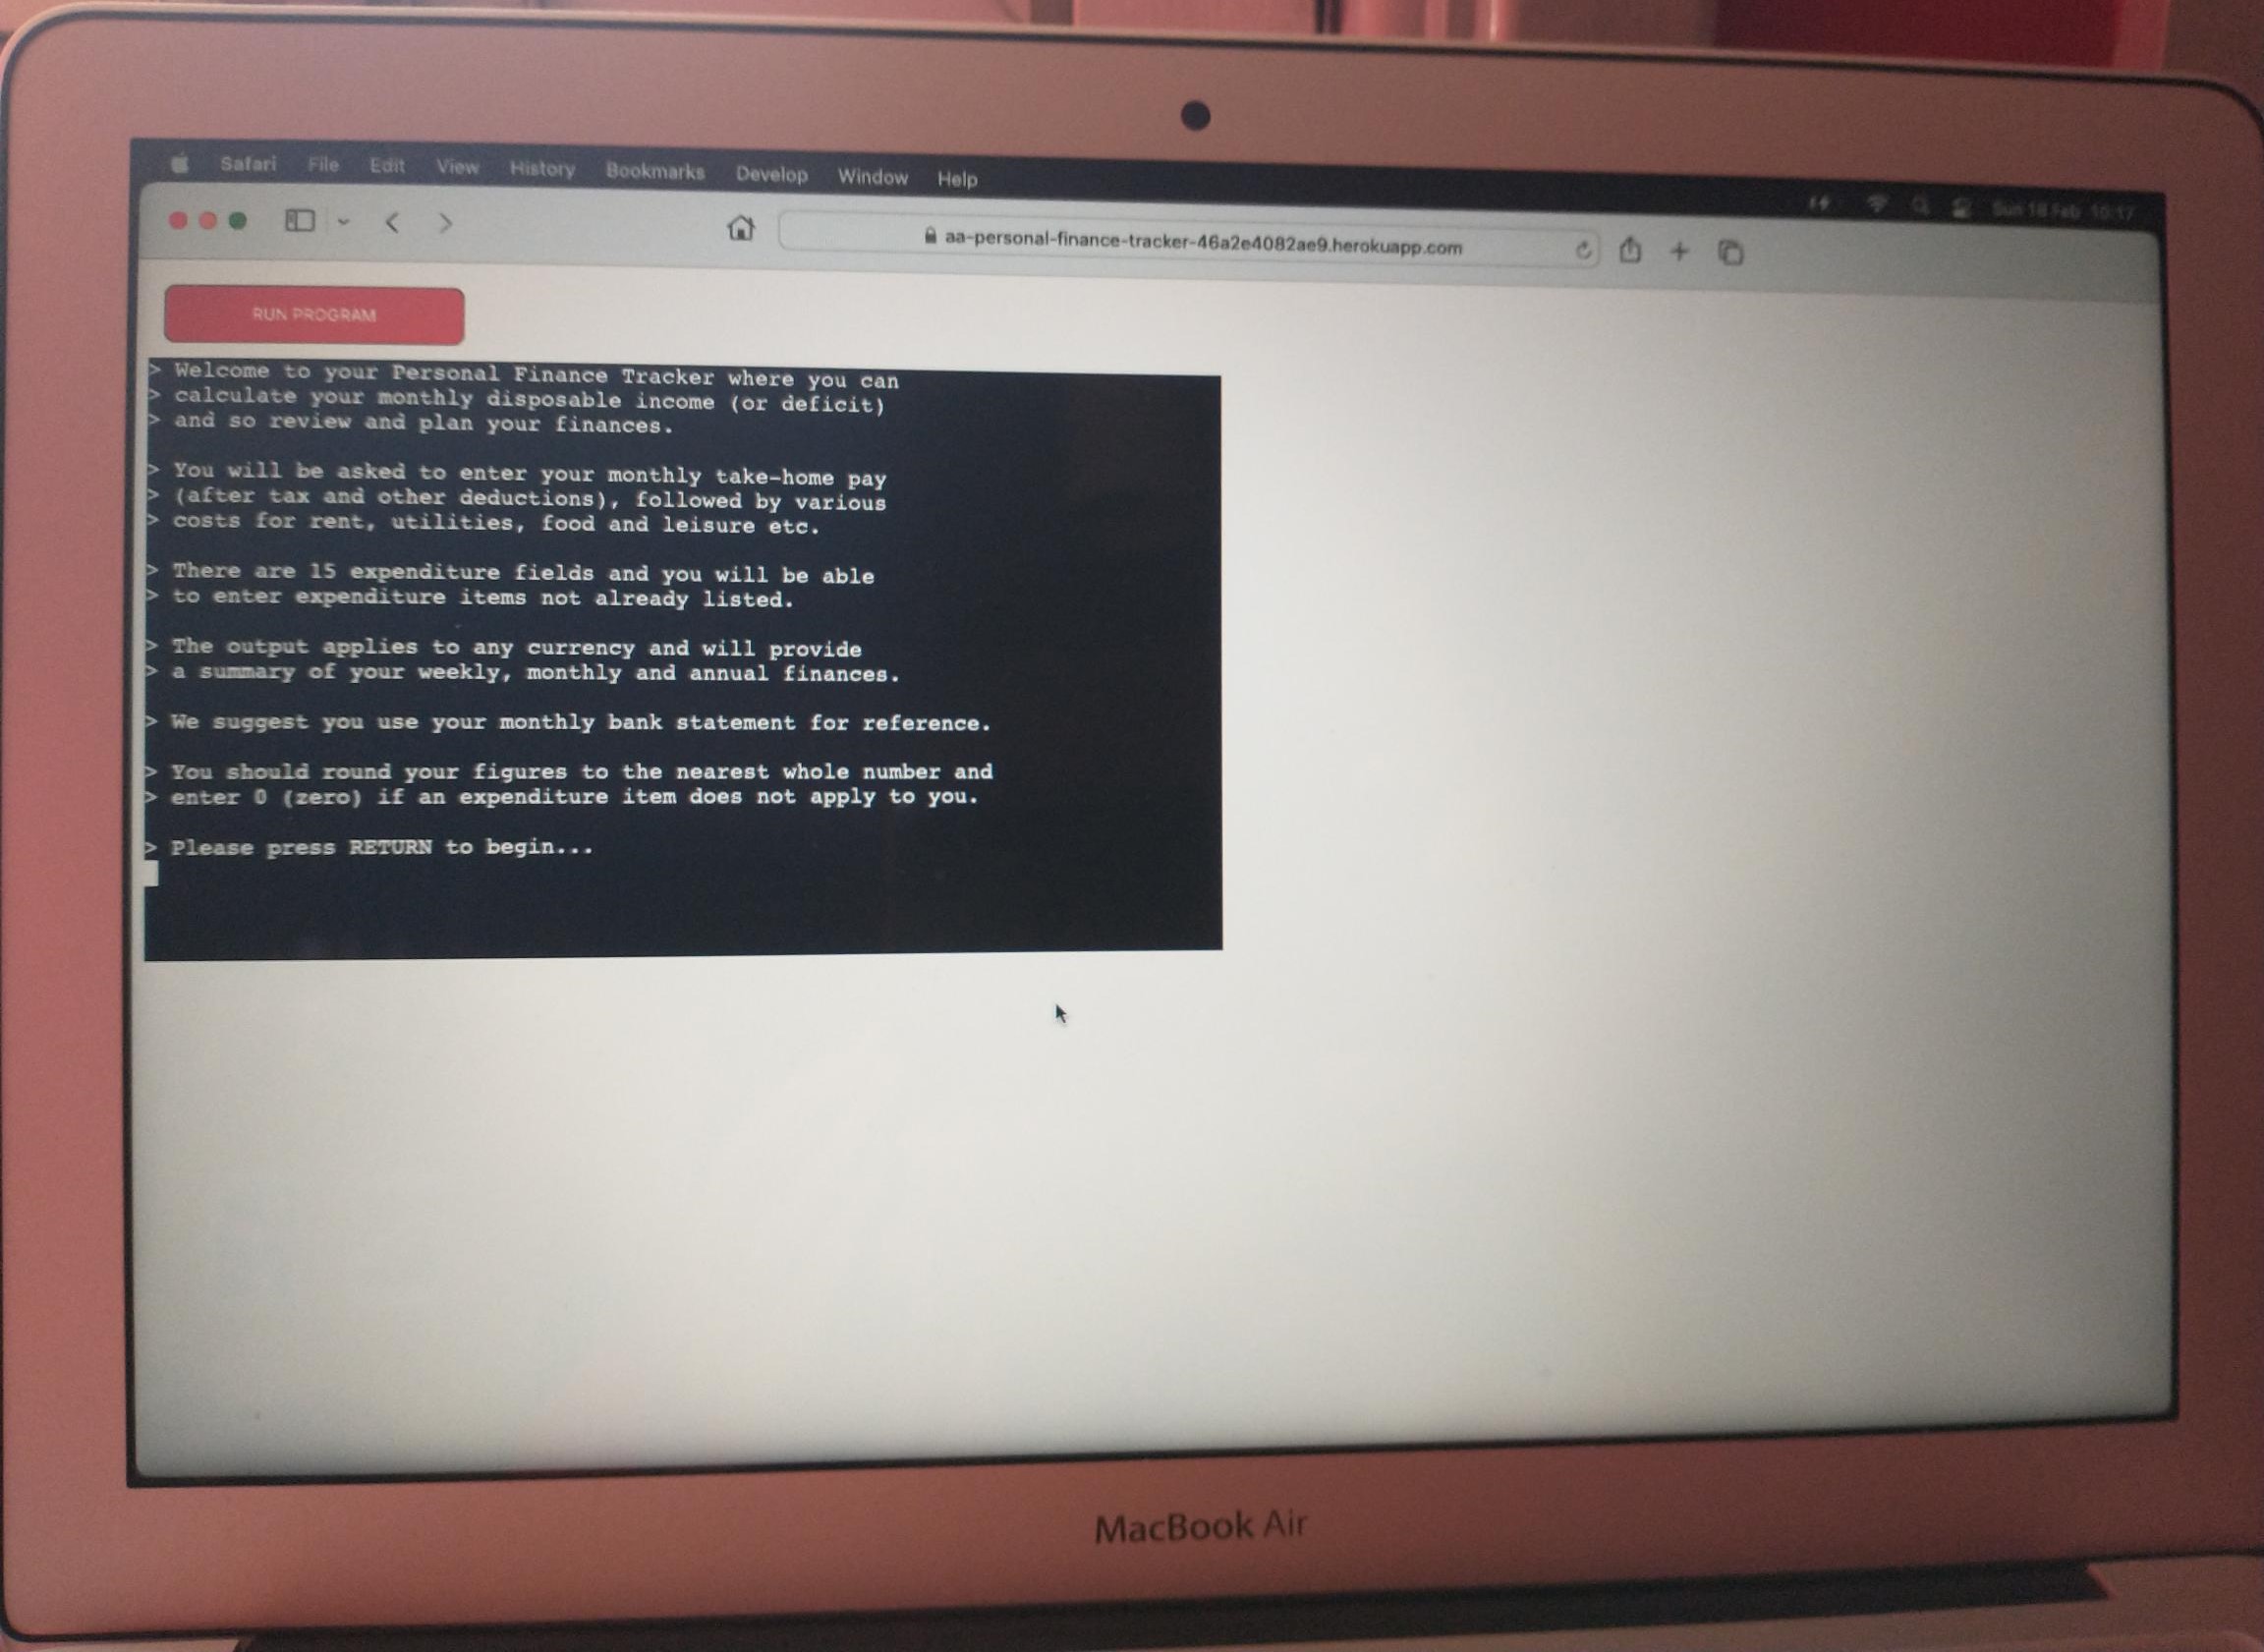 Safari File Edit View History Bookmarks Develop Window Help Sun 18 Feb 10:17
aa-personal-finance-tracker-46a2e4082ae9.herokuapp.com
RUN PROGRAM
> Welcome to your Personal Finance Tracker where you can
> calculate your monthly disposable income (or deficit)
> and so review and plan your finances.
> You will be asked to enter your monthly take-home pay
> (after tax and other deductions), followed by various
> costs for rent, utilities, food and leisure etc.
> There are 15 expenditure fields and you will be able
> to enter expenditure items not already listed.
> The output applies to any currency and will provide
> a summary of your weekly, monthly and annual finances.
> We suggest you use your monthly bank statement for reference.
> You should round your figures to the nearest whole number and
> enter 0 (zero) if an expenditure item does not apply to you.
> Please press RETURN to begin...
MacBook Air